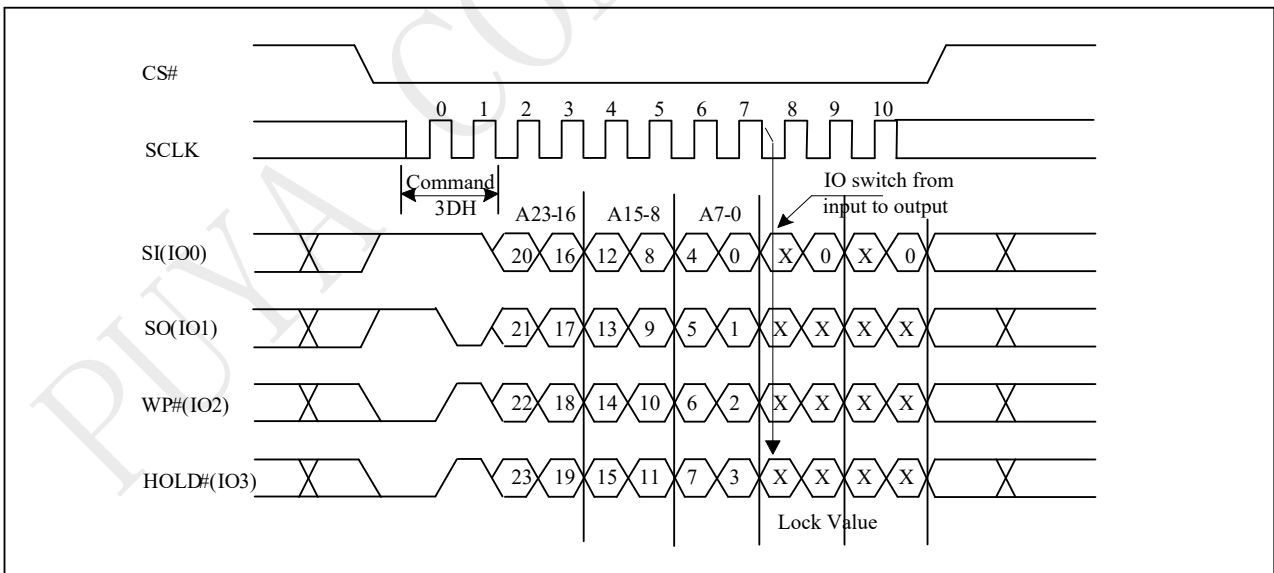 PUYA CO
CS#
0 1 2 3 4 5 6 7 8 9 10
SCLK
Command
3DH
IO switch from
input to output
A23-16 A15-8 A7-0
SI(IO0) 20 16 12 8 4 0 X 0 X 0
SO(IO1) 21 17 13 9 5 1 X X X X
WP#(IO2) 22 18 14 10 6 2 X X X X
HOLD#(IO3) 23 19 15 11 7 3 X X X X
Lock Value